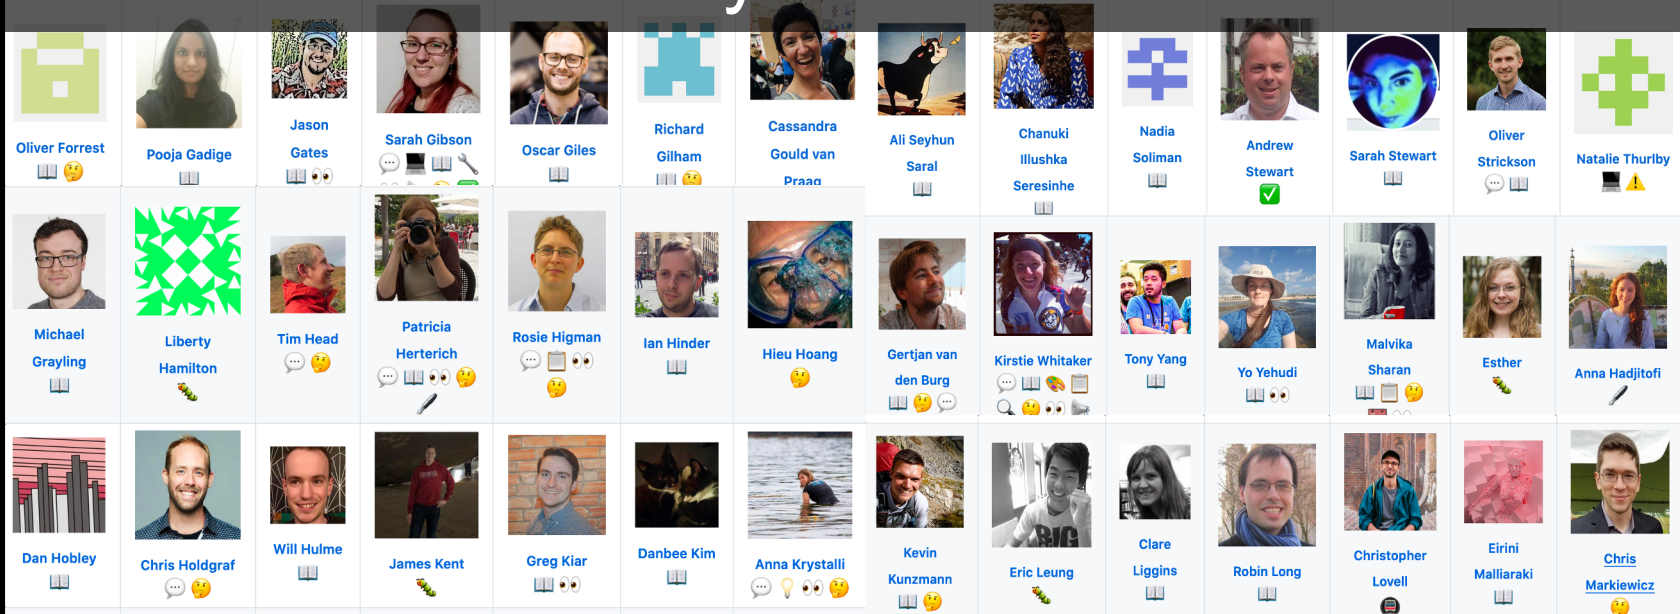 y
Oliver Forrest
Pooja Gadige
Jason
Gates
Sarah Gibson
Oscar Giles
Richard
Gilham
Cassandra
Gould van
Praag
Ali Seyhun
Saral
Chanuki
Illushka
Seresinhe
Nadia
Soliman
Andrew
Stewart
Sarah Stewart
Oliver
Strickson
Natalie Thurlby
Michael
Grayling
Liberty
Hamilton
Tim Head
Patricia
Herterich
Rosie Higman
Ian Hinder
Hieu Hoang
Gertjan van
den Burg
Kirstie Whitaker
Tony Yang
Yo Yehudi
Malvika
Sharan
Esther
Anna Hadjitofi
Dan Hobley
Chris Holdgraf
Will Hulme
James Kent
Greg Kiar
Danbee Kim
Anna Krystalli
Kevin
Kunzmann
BIG
Eric Leung
Clare
Liggins
Robin Long
Christopher
Lovell
Eirini
Malliaraki
Chris
Markiewicz